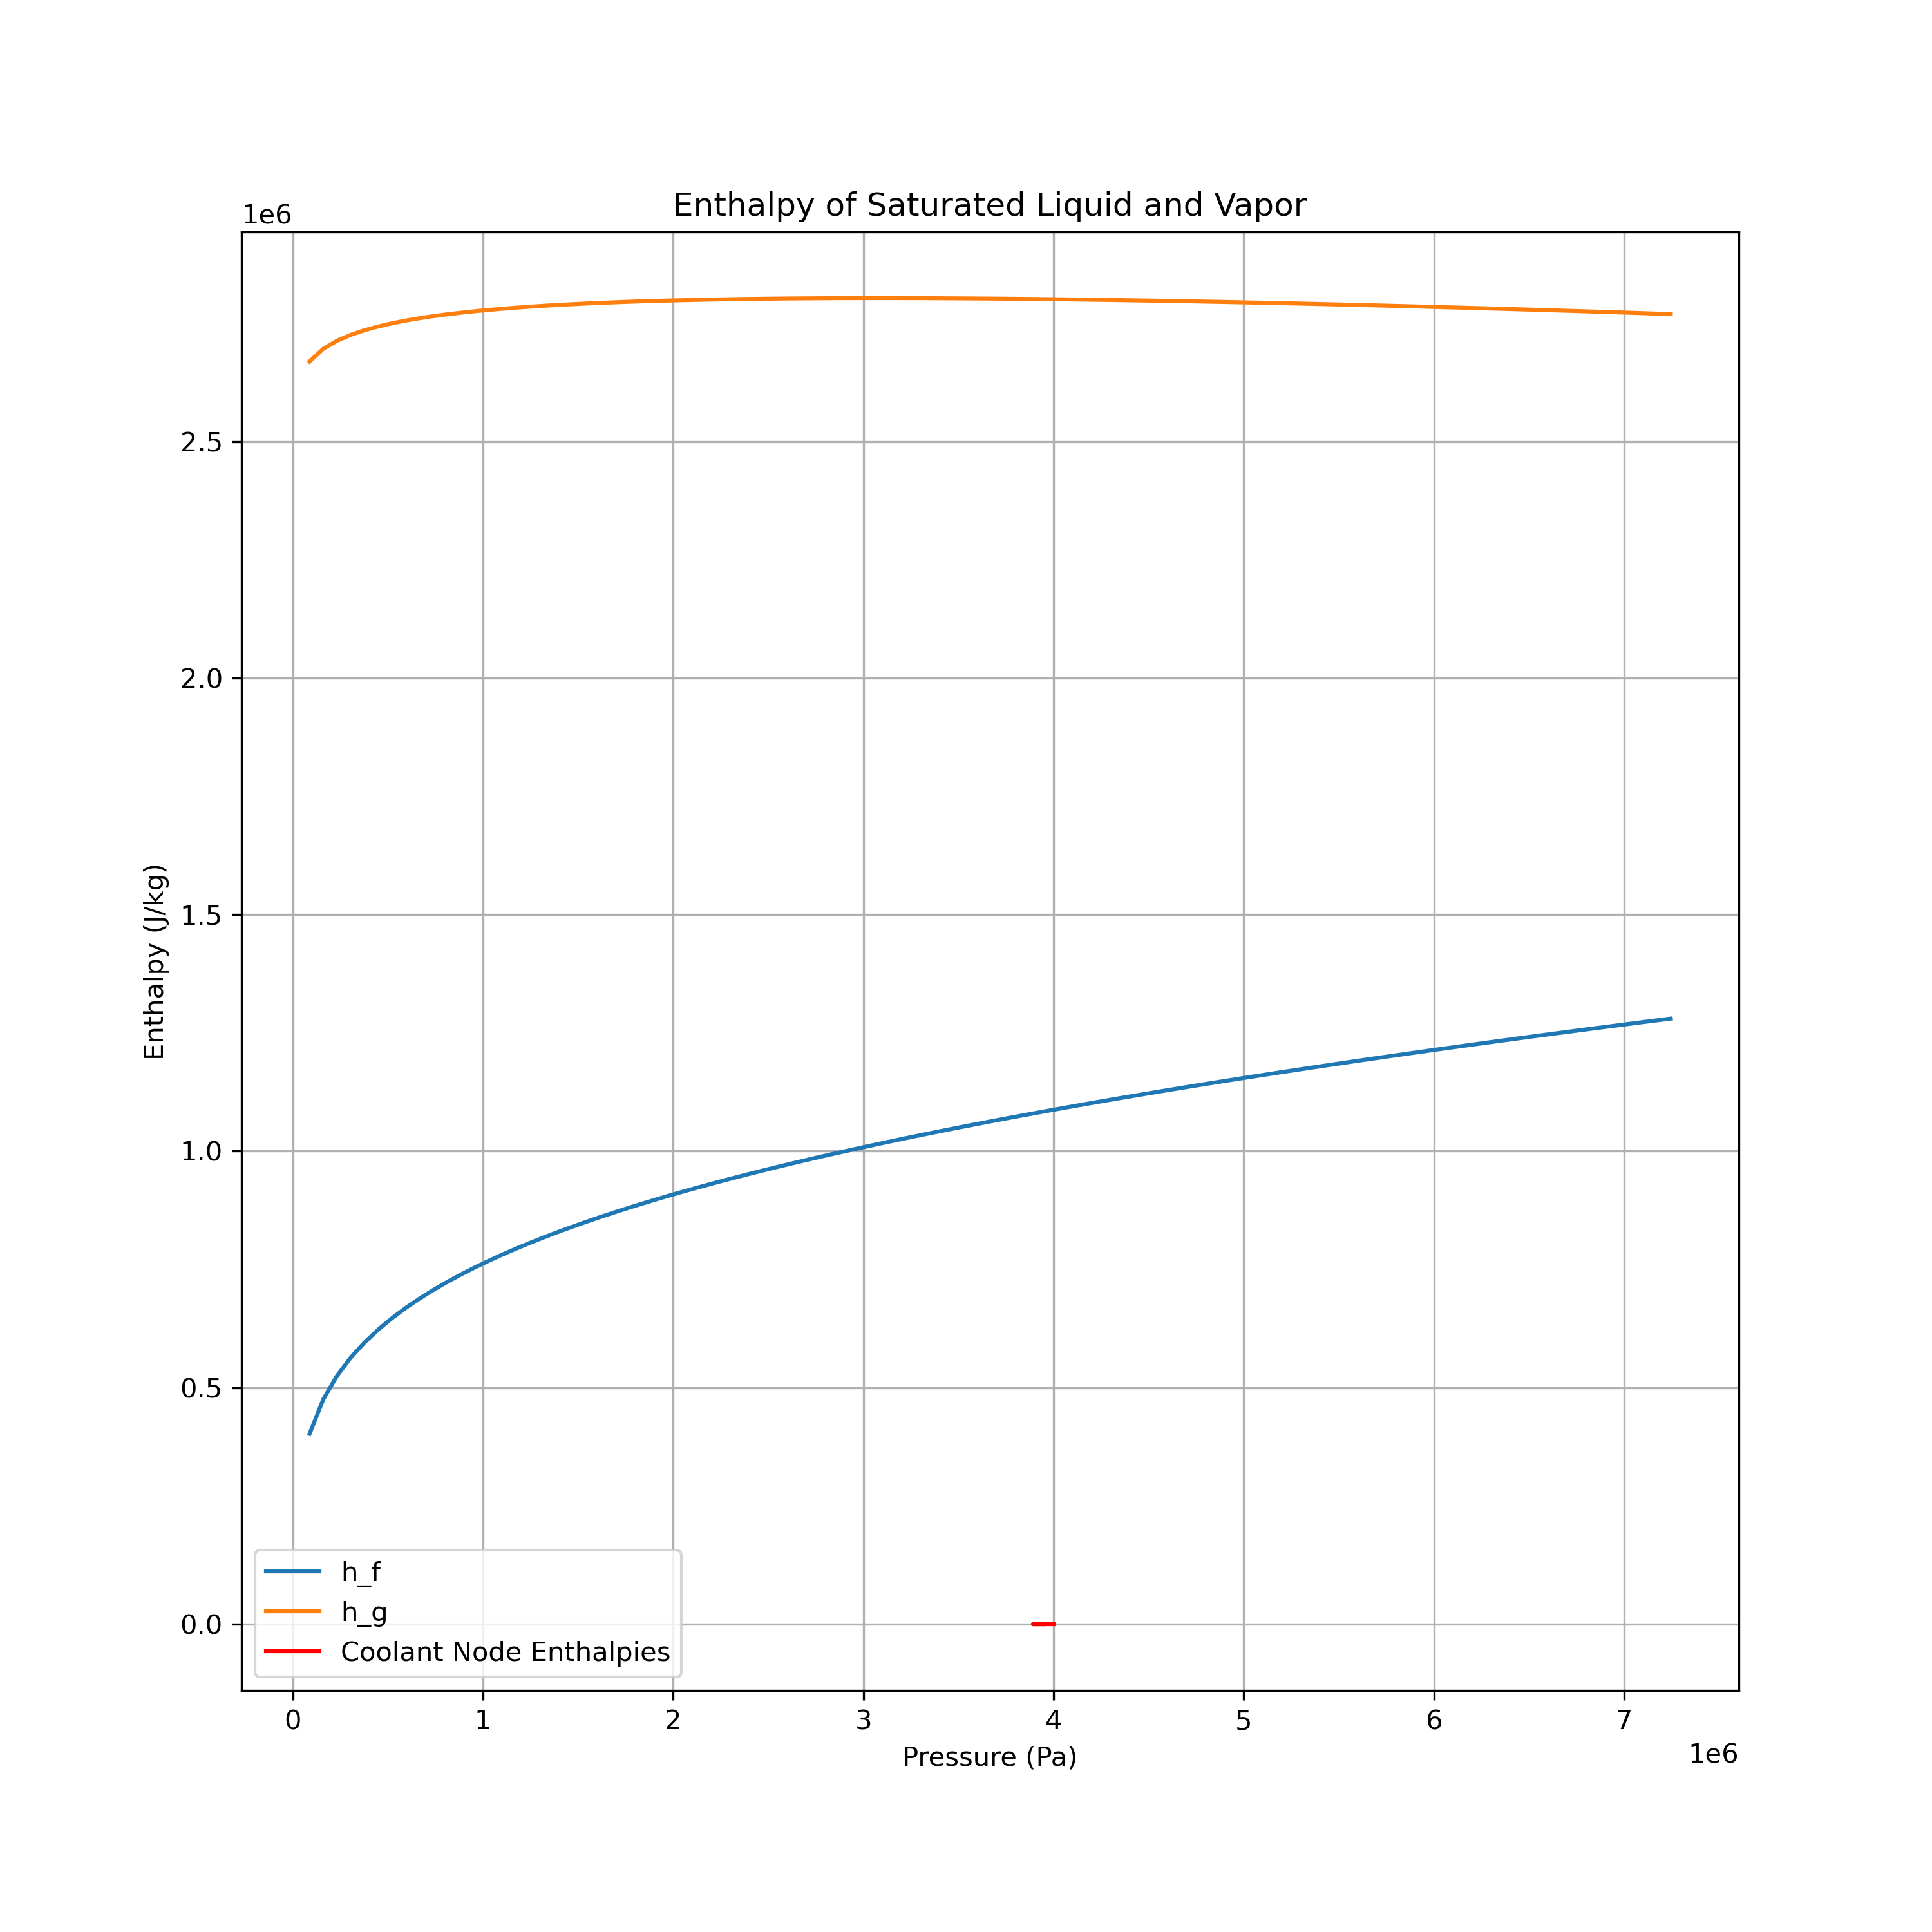 Enthalpy of Saturated Liquid and Vapor
1e6
2.5
2.0
1.5
1.0
0.5
0.0
Enthalpy (J/kg)
h_f
h_g
Coolant Node Enthalpies
0 1 2 3 4 5 6 7
Pressure (Pa)
1e6